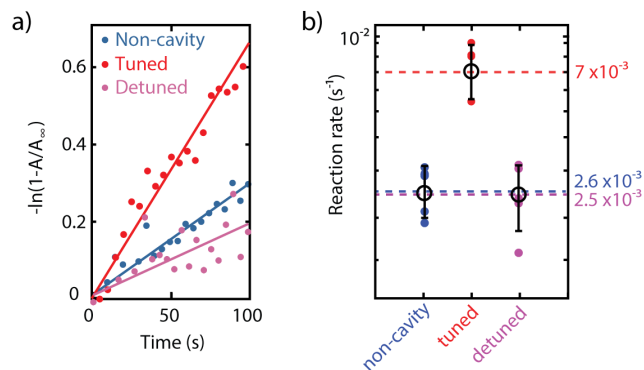 a)
-ln(1-A/A∞)
0.6
0.4
0.2
0
0
50
100
Time (s)
Non-cavity
Tuned
Detuned
b)
Reaction rate (s⁻¹)
10⁻²
7 x10⁻³
2.6 x10⁻³
2.5 x10⁻³
non-cavity
tuned
detuned